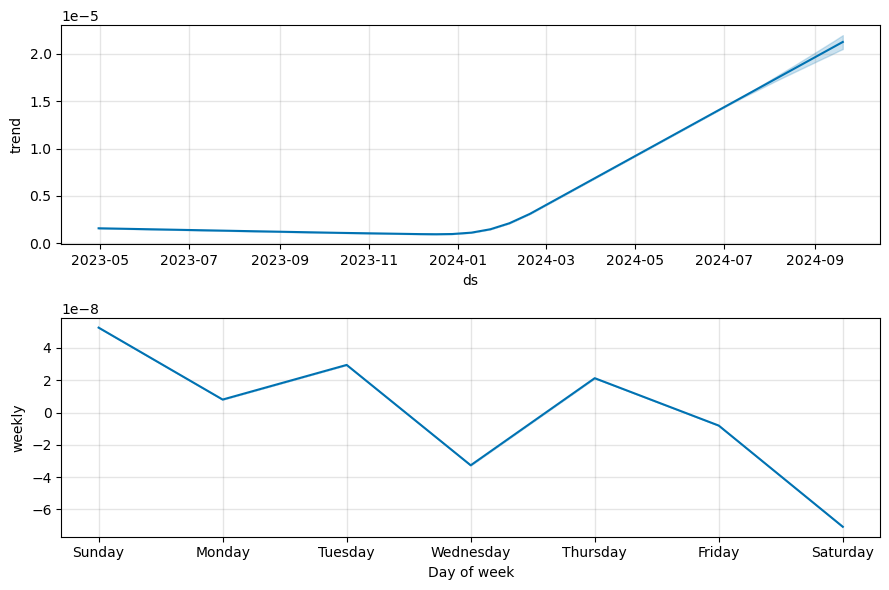 1e−5
2.0
1.5
1.0
0.5
0.0
trend
2023-05 2023-07 2023-09 2023-11 2024-01 2024-03 2024-05 2024-07 2024-09
ds
1e−8
4
2
0
−2
−4
−6
weekly
Sunday Monday Tuesday Wednesday Thursday Friday Saturday
Day of week